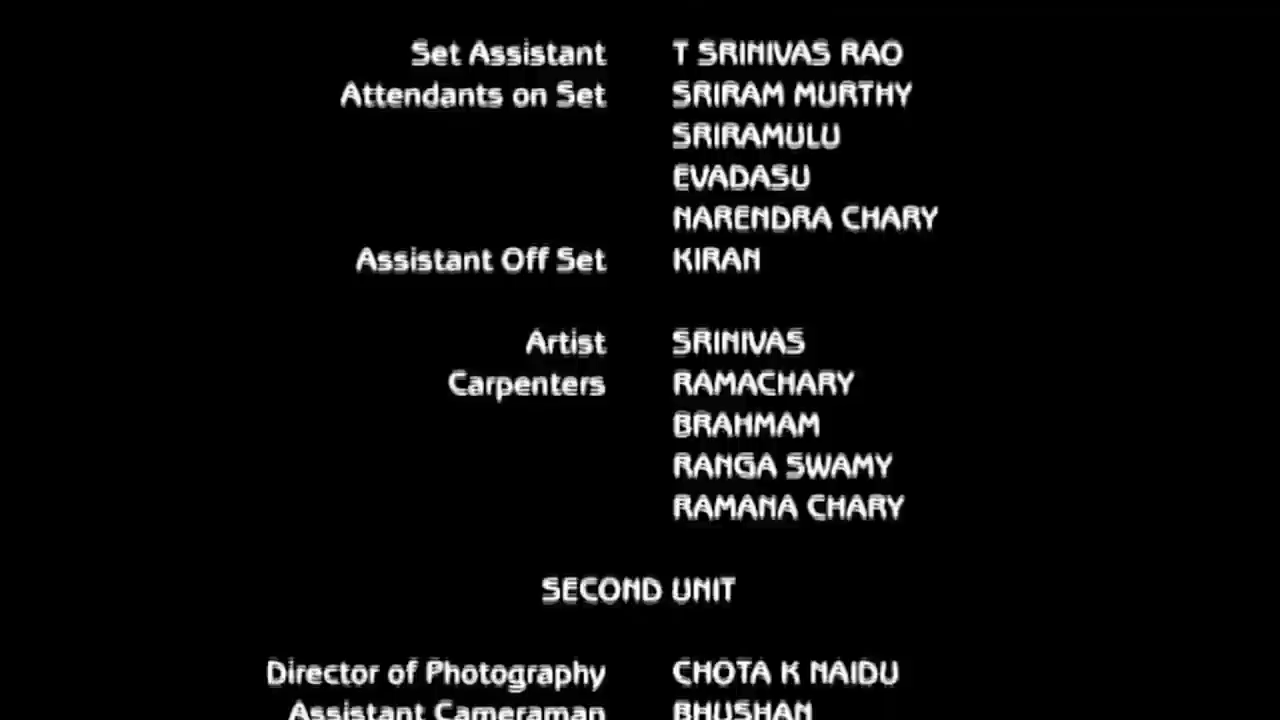 Set Assistant T SRINIVAS RAO
Attendants on Set SRIRAM MURTHY
SRIRAMULU
EVADASU
NARENDRA CHARY
Assistant Off Set KIRAN
Artist SRINIVAS
Carpenters RAMACHARY
BRAHMAM
RANGA SWAMY
RAMANA CHARY
SECOND UNIT
Director of Photography CHOTA K NAIDU
Assistant Cameraman BHUSHAN